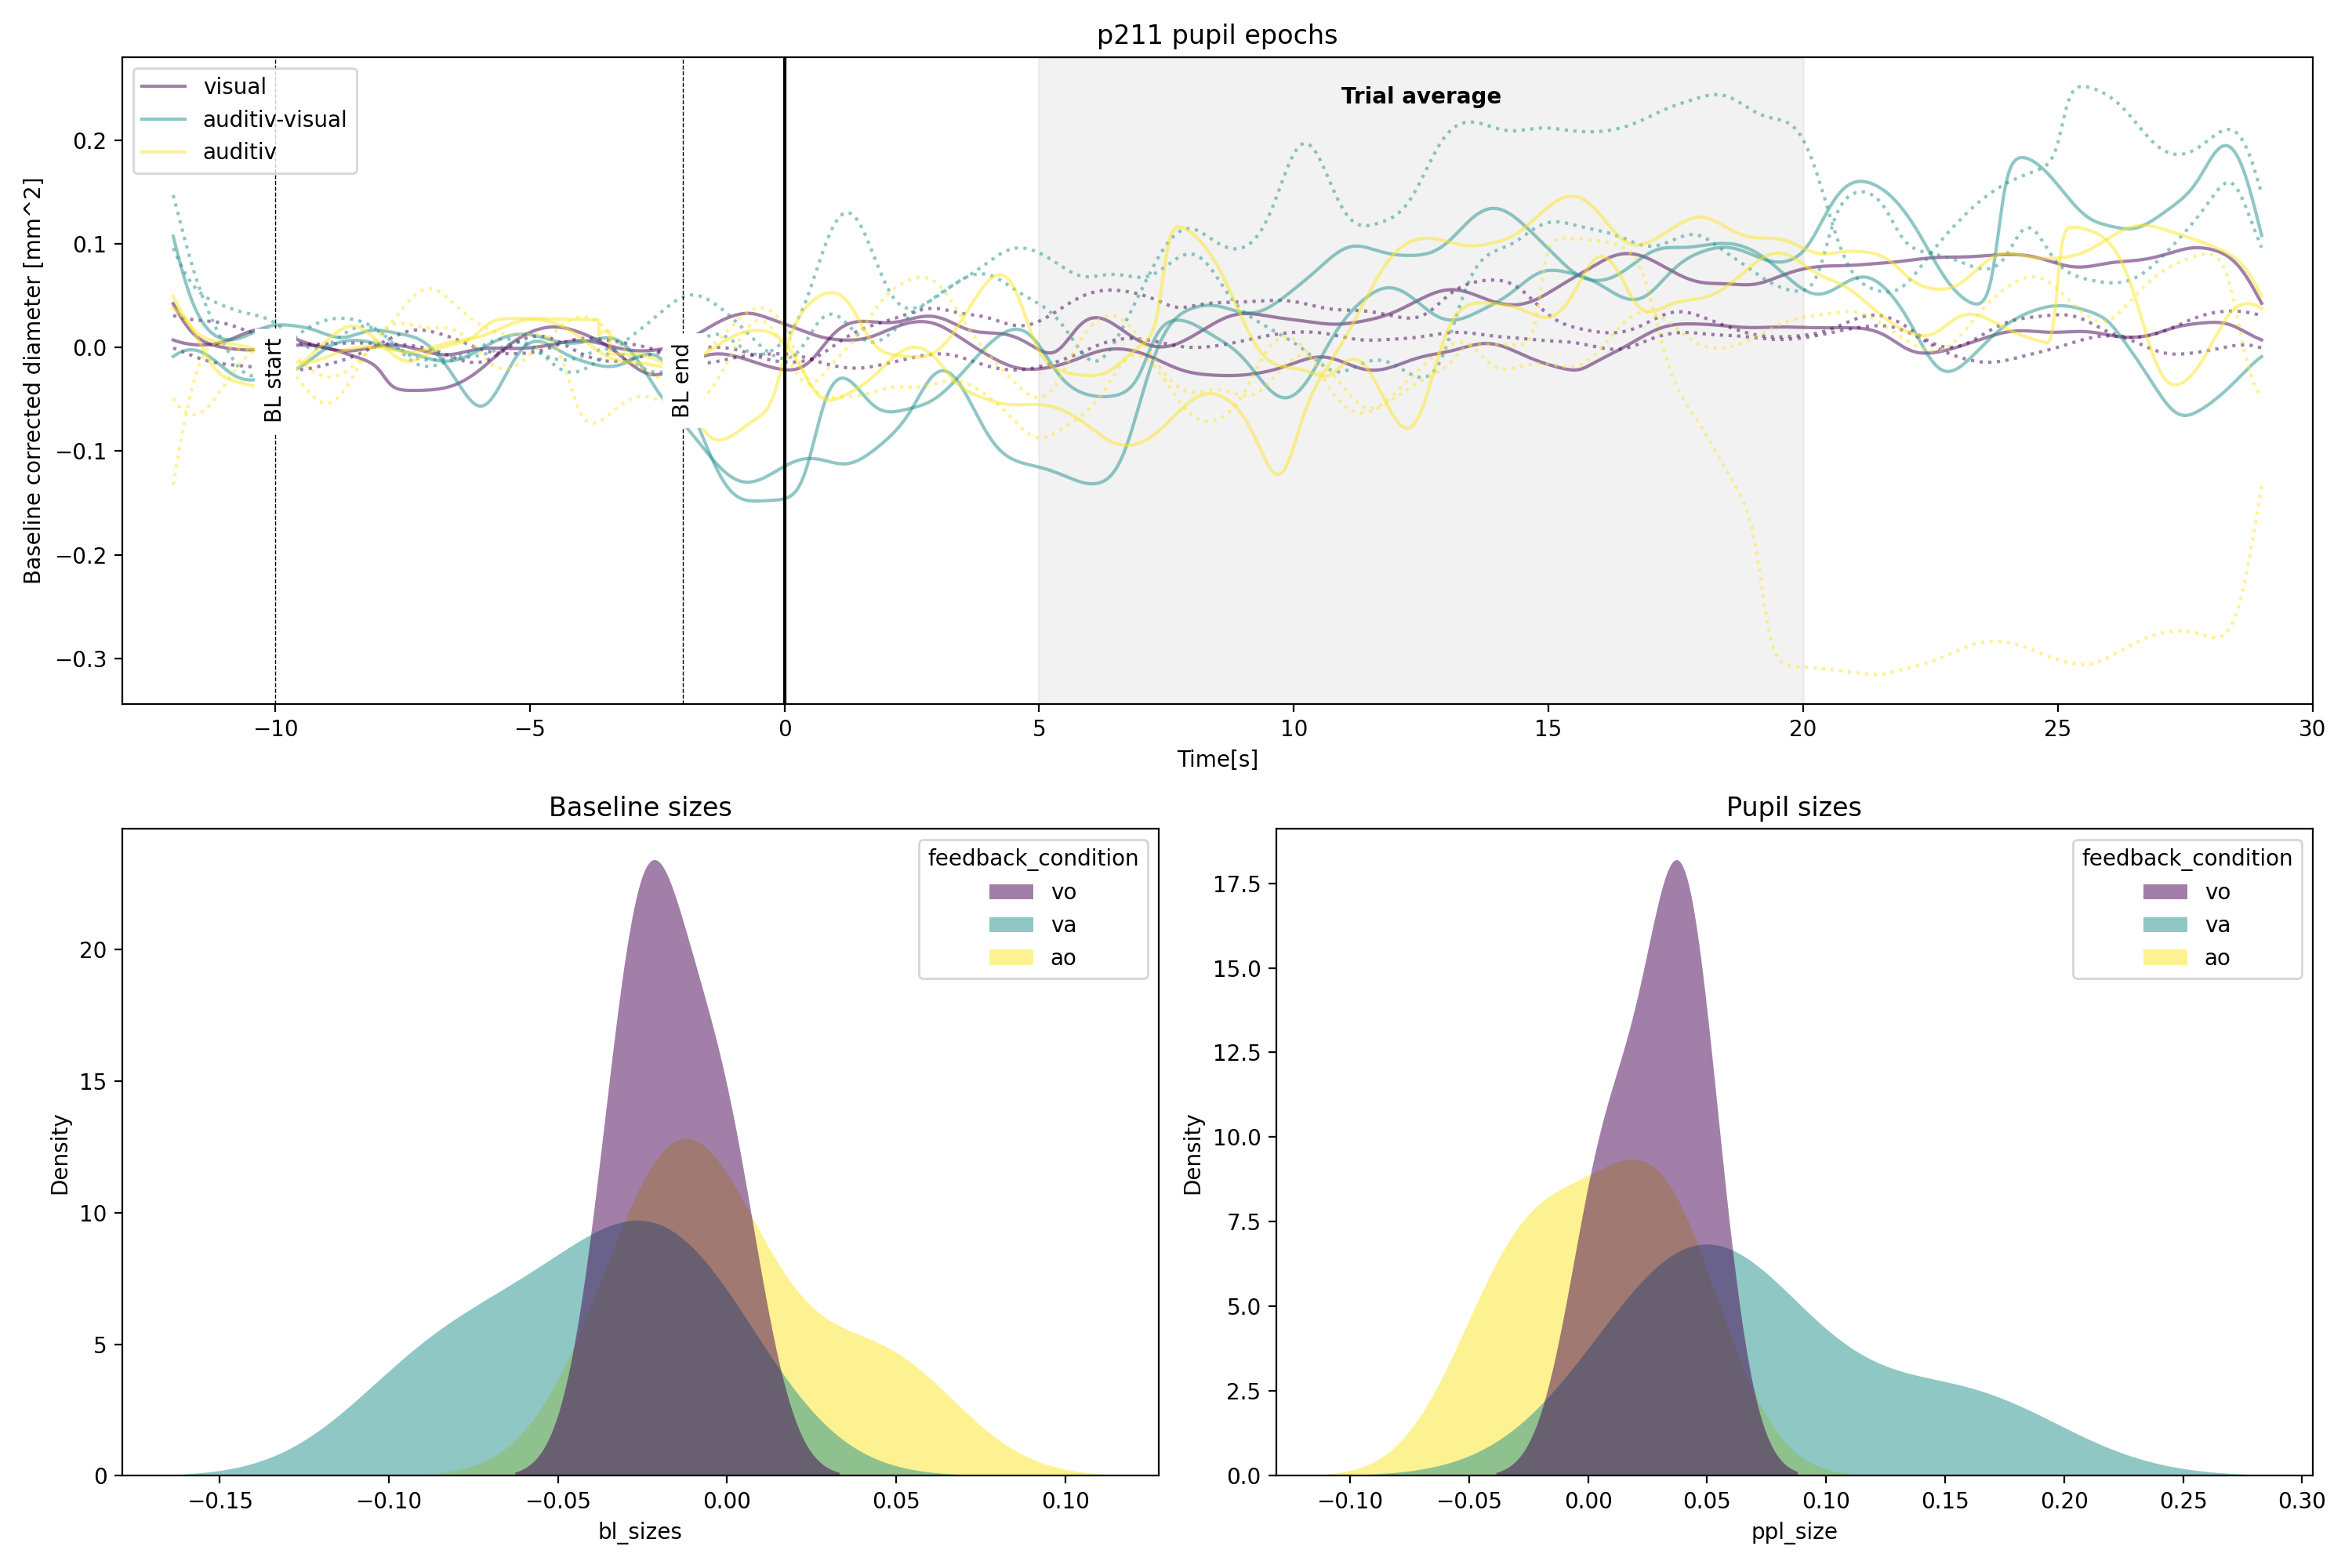 p211 pupil epochs
visual
auditiv-visual
auditiv
Trial average
BL start
BL end
Baseline corrected diameter [mm^2]
0.2
0.1
0.0
−0.1
−0.2
−0.3
−10
−5
0
5
10
15
20
25
30
Time[s]
Baseline sizes
feedback_condition
vo
va
ao
Density
20
15
10
5
0
−0.15
−0.10
−0.05
0.00
0.05
0.10
bl_sizes
Pupil sizes
feedback_condition
vo
va
ao
Density
17.5
15.0
12.5
10.0
7.5
5.0
2.5
0.0
−0.10
−0.05
0.00
0.05
0.10
0.15
0.20
0.25
0.30
ppl_size